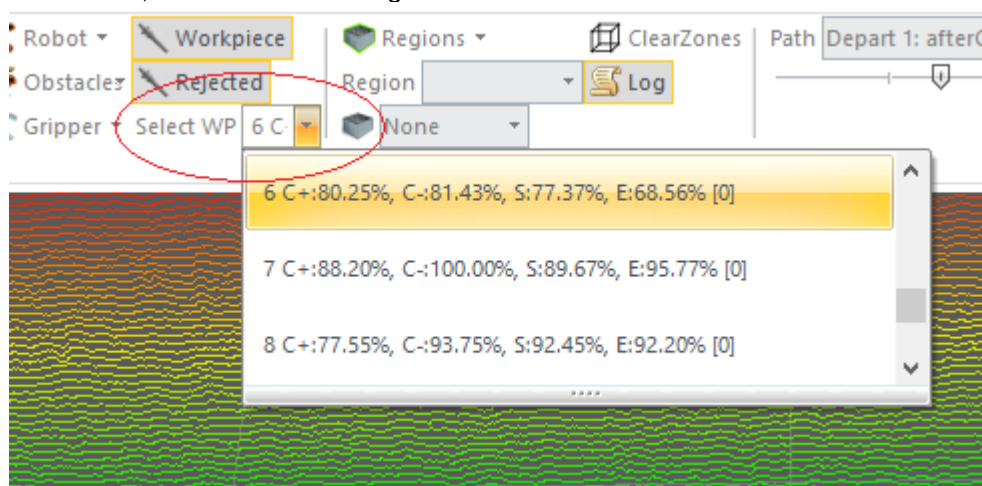 Robot Workpiece Regions ClearZones Path Depart 1: after
Obstacles Rejected Region Log
Gripper Select WP 6 C None
6 C+:80.25%, C-:81.43%, S:77.37%, E:68.56% [0]
7 C+:88.20%, C-:100.00%, S:89.67%, E:95.77% [0]
8 C+:77.55%, C-:93.75%, S:92.45%, E:92.20% [0]